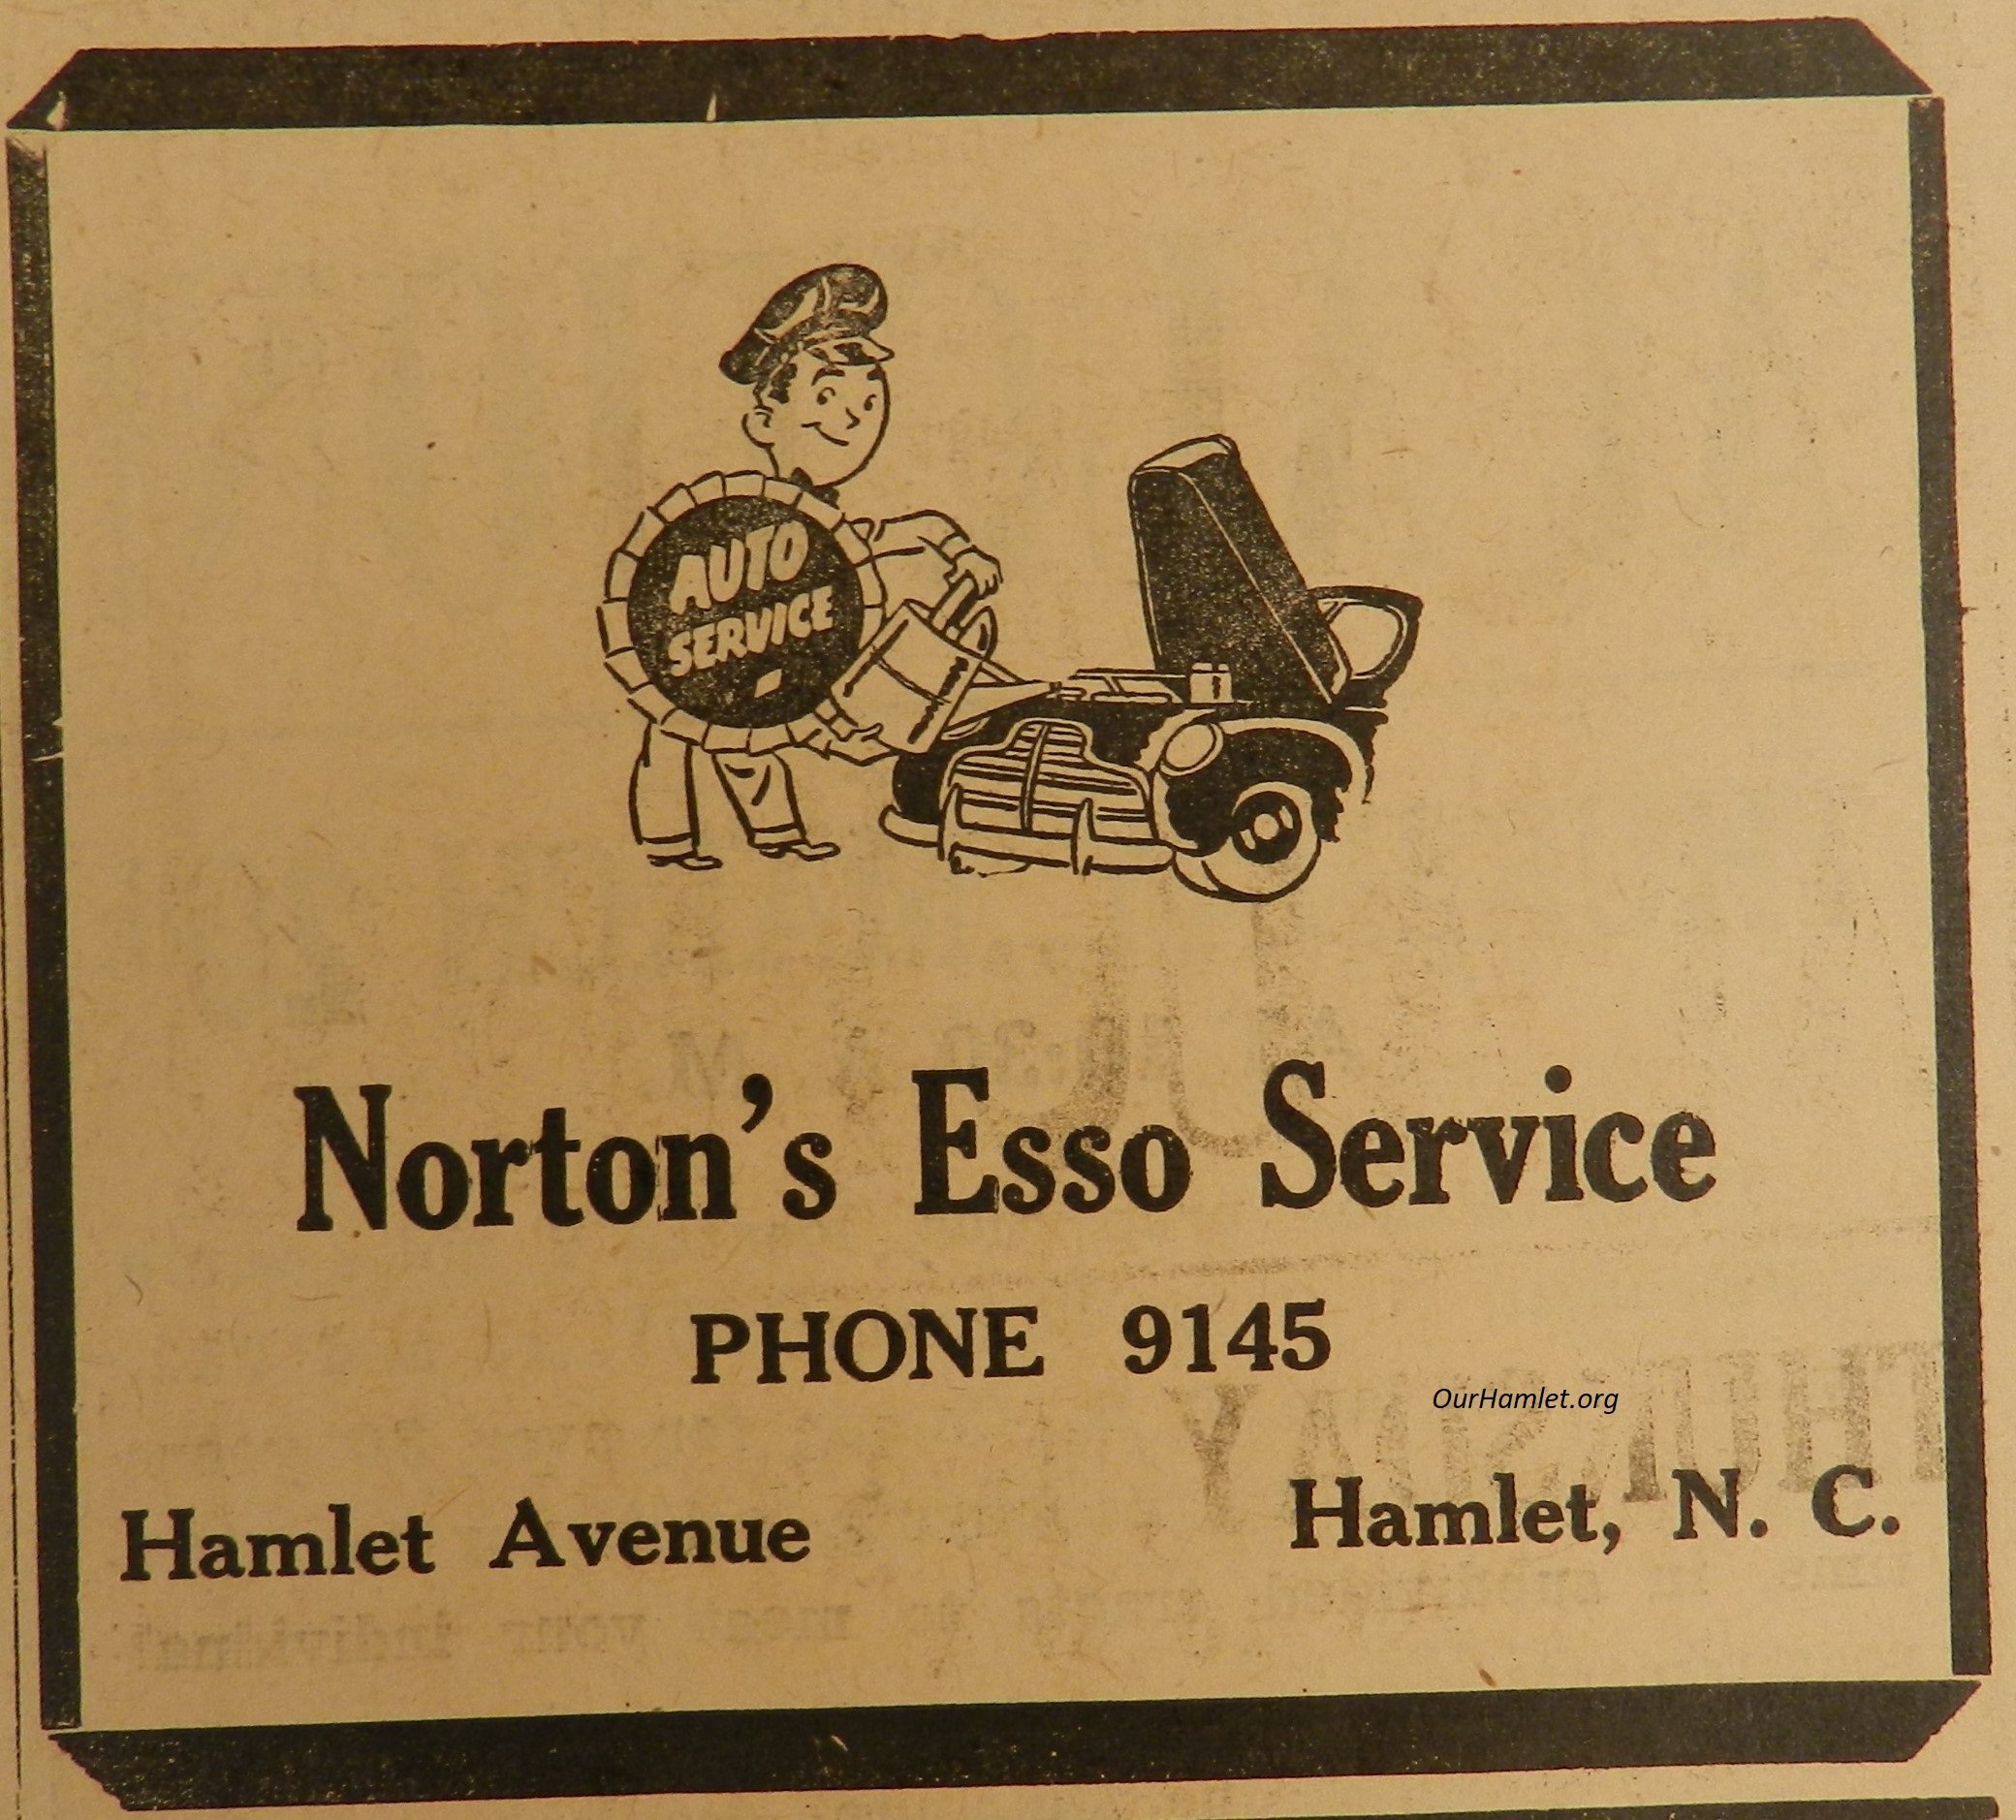 AUTO
SERVICE
Norton's Esso Service
PHONE 9145
OurHamlet.org
Hamlet Avenue Hamlet, N. C.